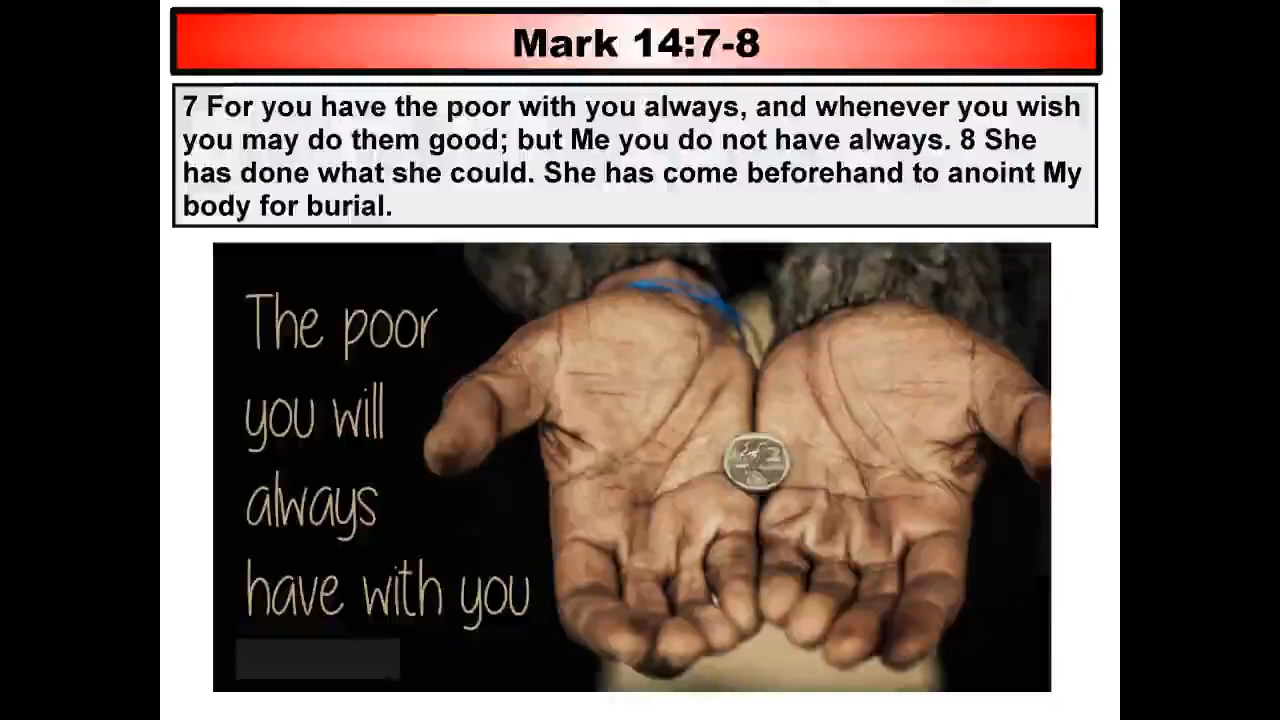 Mark 14:7-8
7 For you have the poor with you always, and whenever you wish
you may do them good; but Me you do not have always. 8 She
has done what she could. She has come beforehand to anoint My
body for burial.
The poor
you will
always
have with you
2